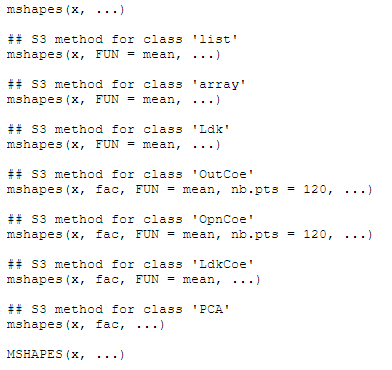 mshapes(x, ...)
## S3 method for class 'list'
mshapes(x, FUN = mean, ...)
## S3 method for class 'array'
mshapes(x, FUN = mean, ...)
## S3 method for class 'Ldk'
mshapes(x, FUN = mean, ...)
## S3 method for class 'OutCoe'
mshapes(x, fac, FUN = mean, nb.pts = 120, ...)
## S3 method for class 'OpnCoe'
mshapes(x, fac, FUN = mean, nb.pts = 120, ...)
## S3 method for class 'LdkCoe'
mshapes(x, fac, FUN = mean, ...)
## S3 method for class 'PCA'
mshapes(x, fac, ...)
MSHAPES(x, ...)